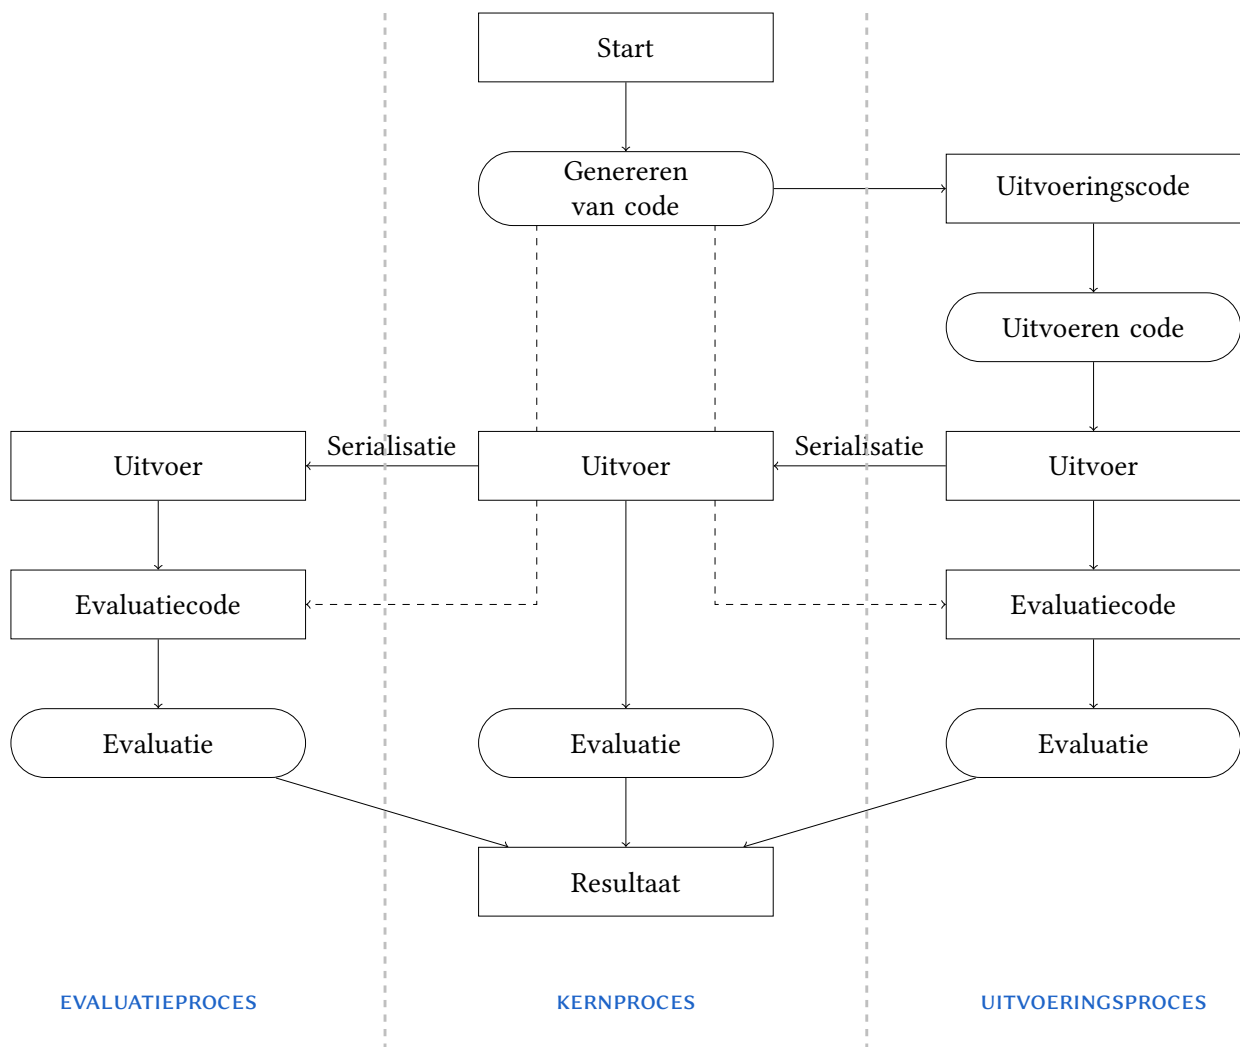 Start
Genereren
van code
Uitvoeringscode
Uitvoeren code
Uitvoer
Serialisatie
Uitvoer
Serialisatie
Uitvoer
Evaluatiecode
Evaluatiecode
Evaluatie
Evaluatie
Evaluatie
Resultaat
EVALUATIEPROCES
KERNPROCES
UITVOERINGSPROCES